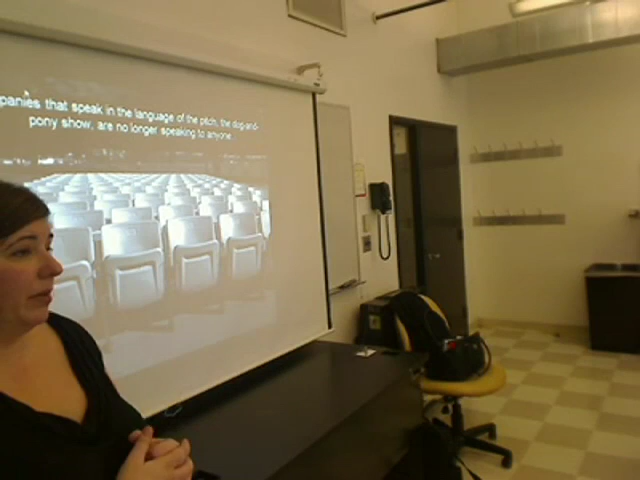 panies that speak in the language of the pitch, the dog-and-
pony show, are no longer speaking to anyone...